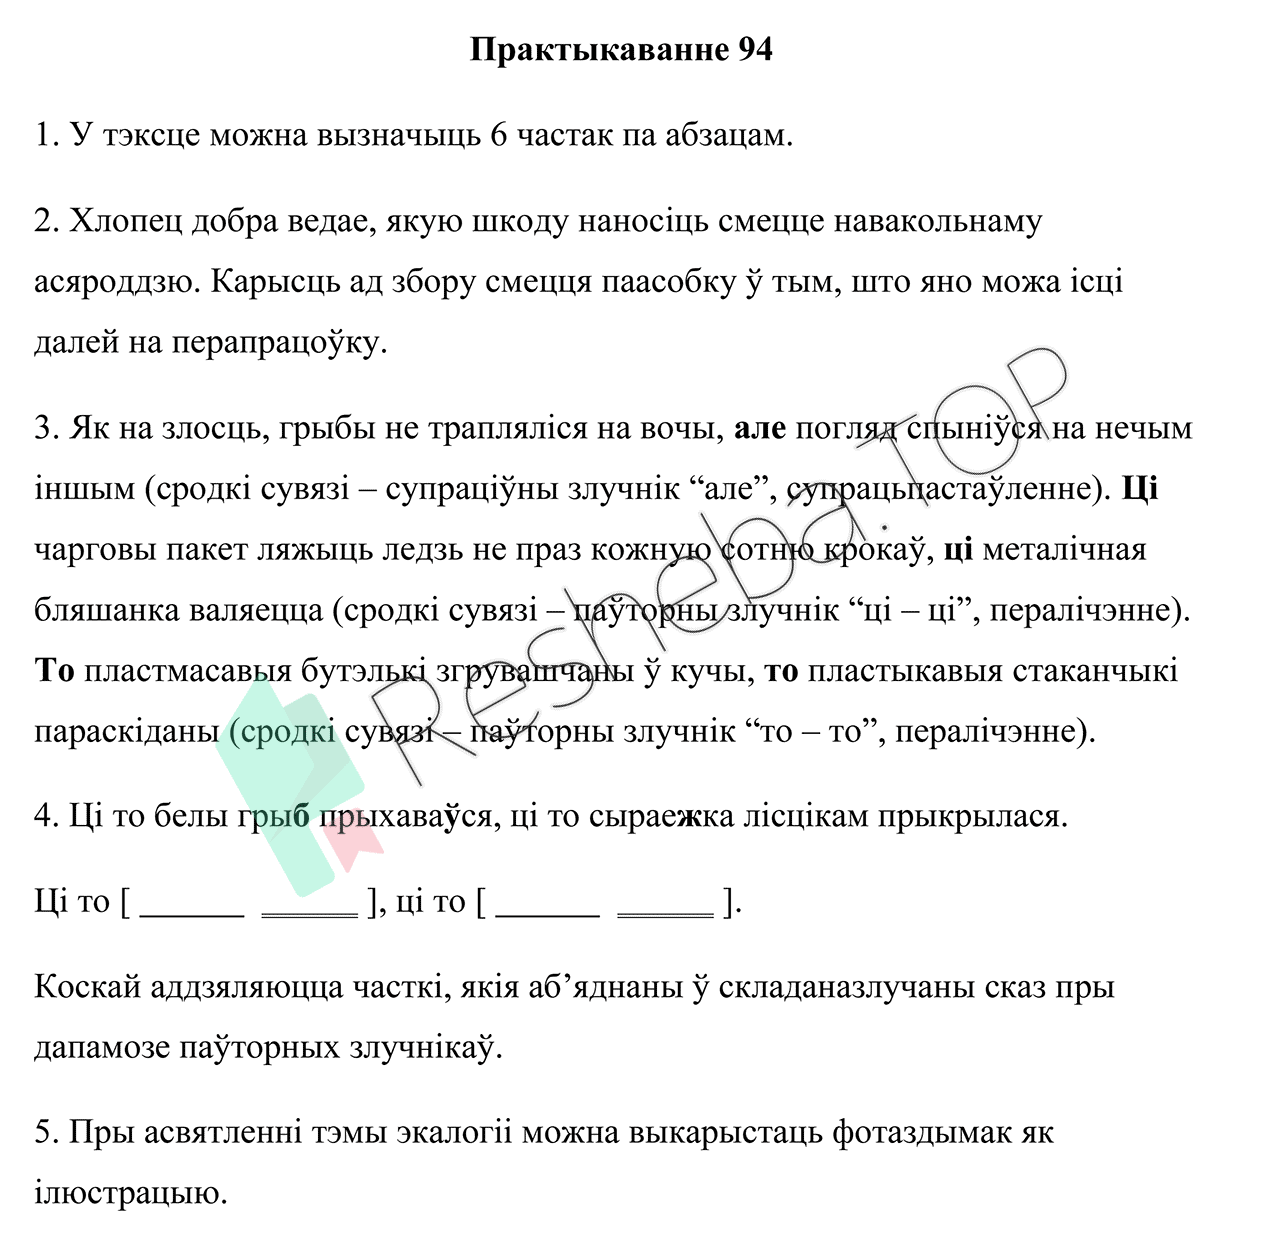 Практыкаванне 94
1. У тэксце можна вызначыць 6 частак па абзацам.
2. Хлопец добра ведае, якую шкоду наносіць смецце навакольнаму
асяроддзю. Карысць ад збору смецця паасобку ў тым, што яно можа ісці
далей на перапрацоўку.
3. Як на злосць, грыбы не трапляліся на вочы, але погляд спыніўся на нечым
іншым (сродкі сувязі – супраціўны злучнік “але”, супрацьпастаўленне). Ці
чарговы пакет ляжыць ледзь не праз кожную сотню крокаў, ці металічная
бляшанка валяецца (сродкі сувязі – паўторны злучнік “ці – ці”, пералічэнне).
То пластмасавыя бутэлькі згрувашчаны ў кучы, то пластыкавыя стаканчыкі
параскіданы (сродкі сувязі – паўторны злучнік “то – то”, пералічэнне).
4. Ці то белы грыб прыхаваўся, ці то сыраежка лісцікам прыкрылася.
Ці то [ ______ ______ ], ці то [ ______ ______ ].
Коскай аддзяляюцца часткі, якія аб’яднаны ў складаназлучаны сказ пры
дапамозе паўторных злучнікаў.
5. Пры асвятленні тэмы экалогіі можна выкарыстаць фотаздымак як
ілюстрацыю.
Resheba.TOP